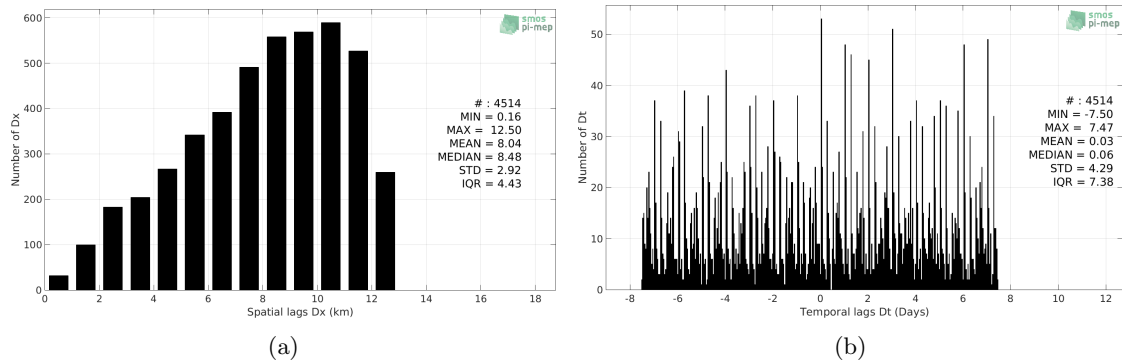 600
500
400
300
200
100
0
Number of Dx
0 2 4 6 8 10 12 14 16 18
Spatial lags Dx (km)
smos
pi-mep
# : 4514
MIN = 0.16
MAX = 12.50
MEAN = 8.04
MEDIAN = 8.48
STD = 2.92
IQR = 4.43
(a)
50
40
30
20
10
0
Number of Dt
-8 -6 -4 -2 0 2 4 6 8 10 12
Temporal lags Dt (Days)
smos
pi-mep
# : 4514
MIN = -7.50
MAX = 7.47
MEAN = 0.03
MEDIAN = 0.06
STD = 4.29
IQR = 7.38
(b)